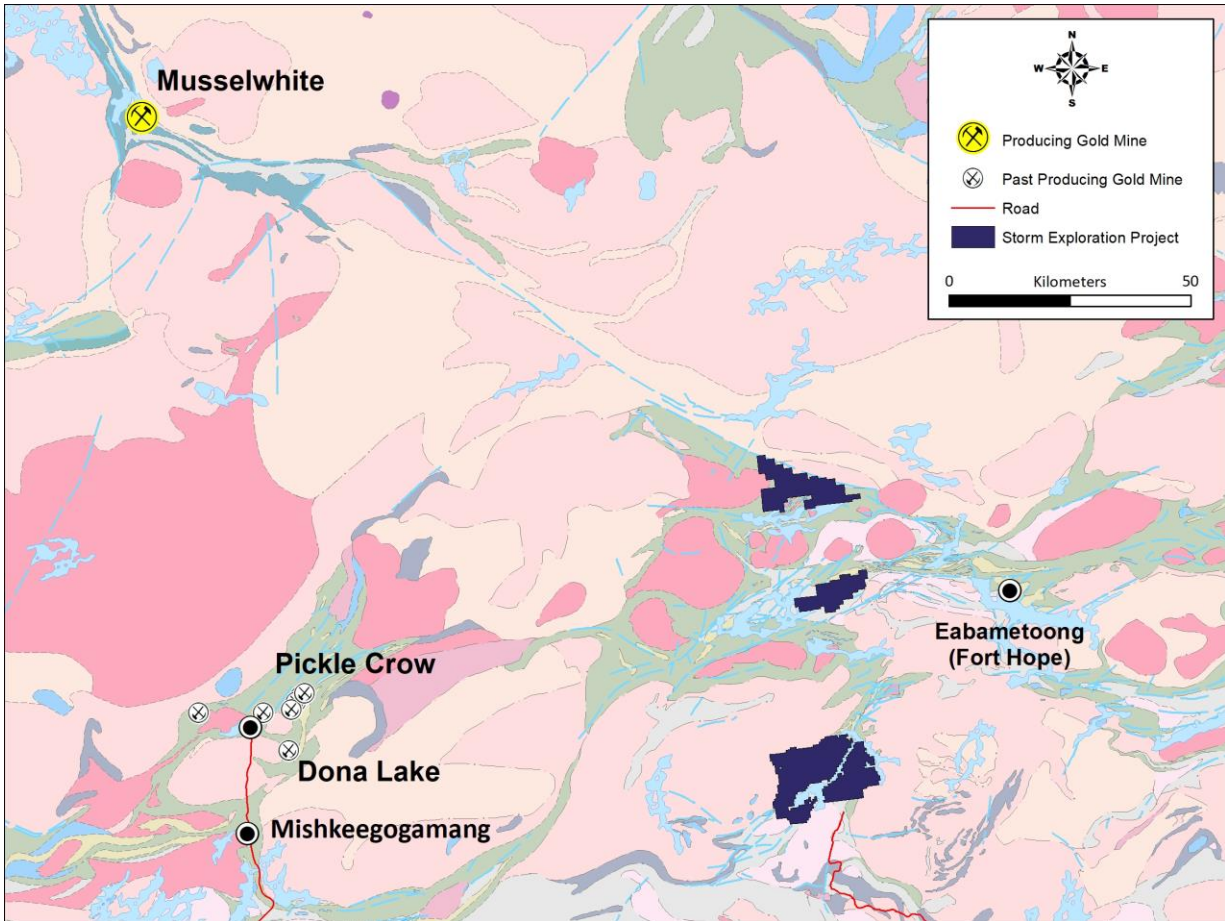 Musselwhite
N
W E
S
Producing Gold Mine
Past Producing Gold Mine
Road
Storm Exploration Project
0 Kilometers 50
Eabametoong
(Fort Hope)
Pickle Crow
Dona Lake
Mishkeegogamang